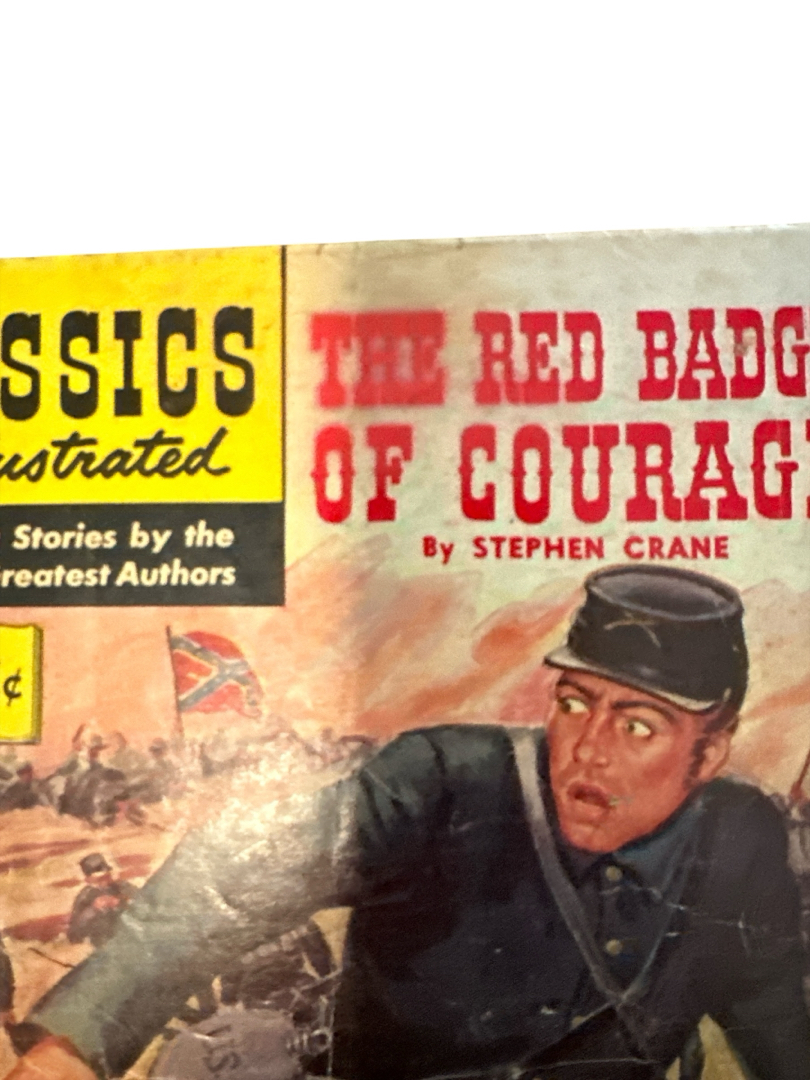 SSICS
ustrated
Stories by the
reatest Authors
¢
THE RED BADG
OF COURAG
By STEPHEN CRANE
U.S.